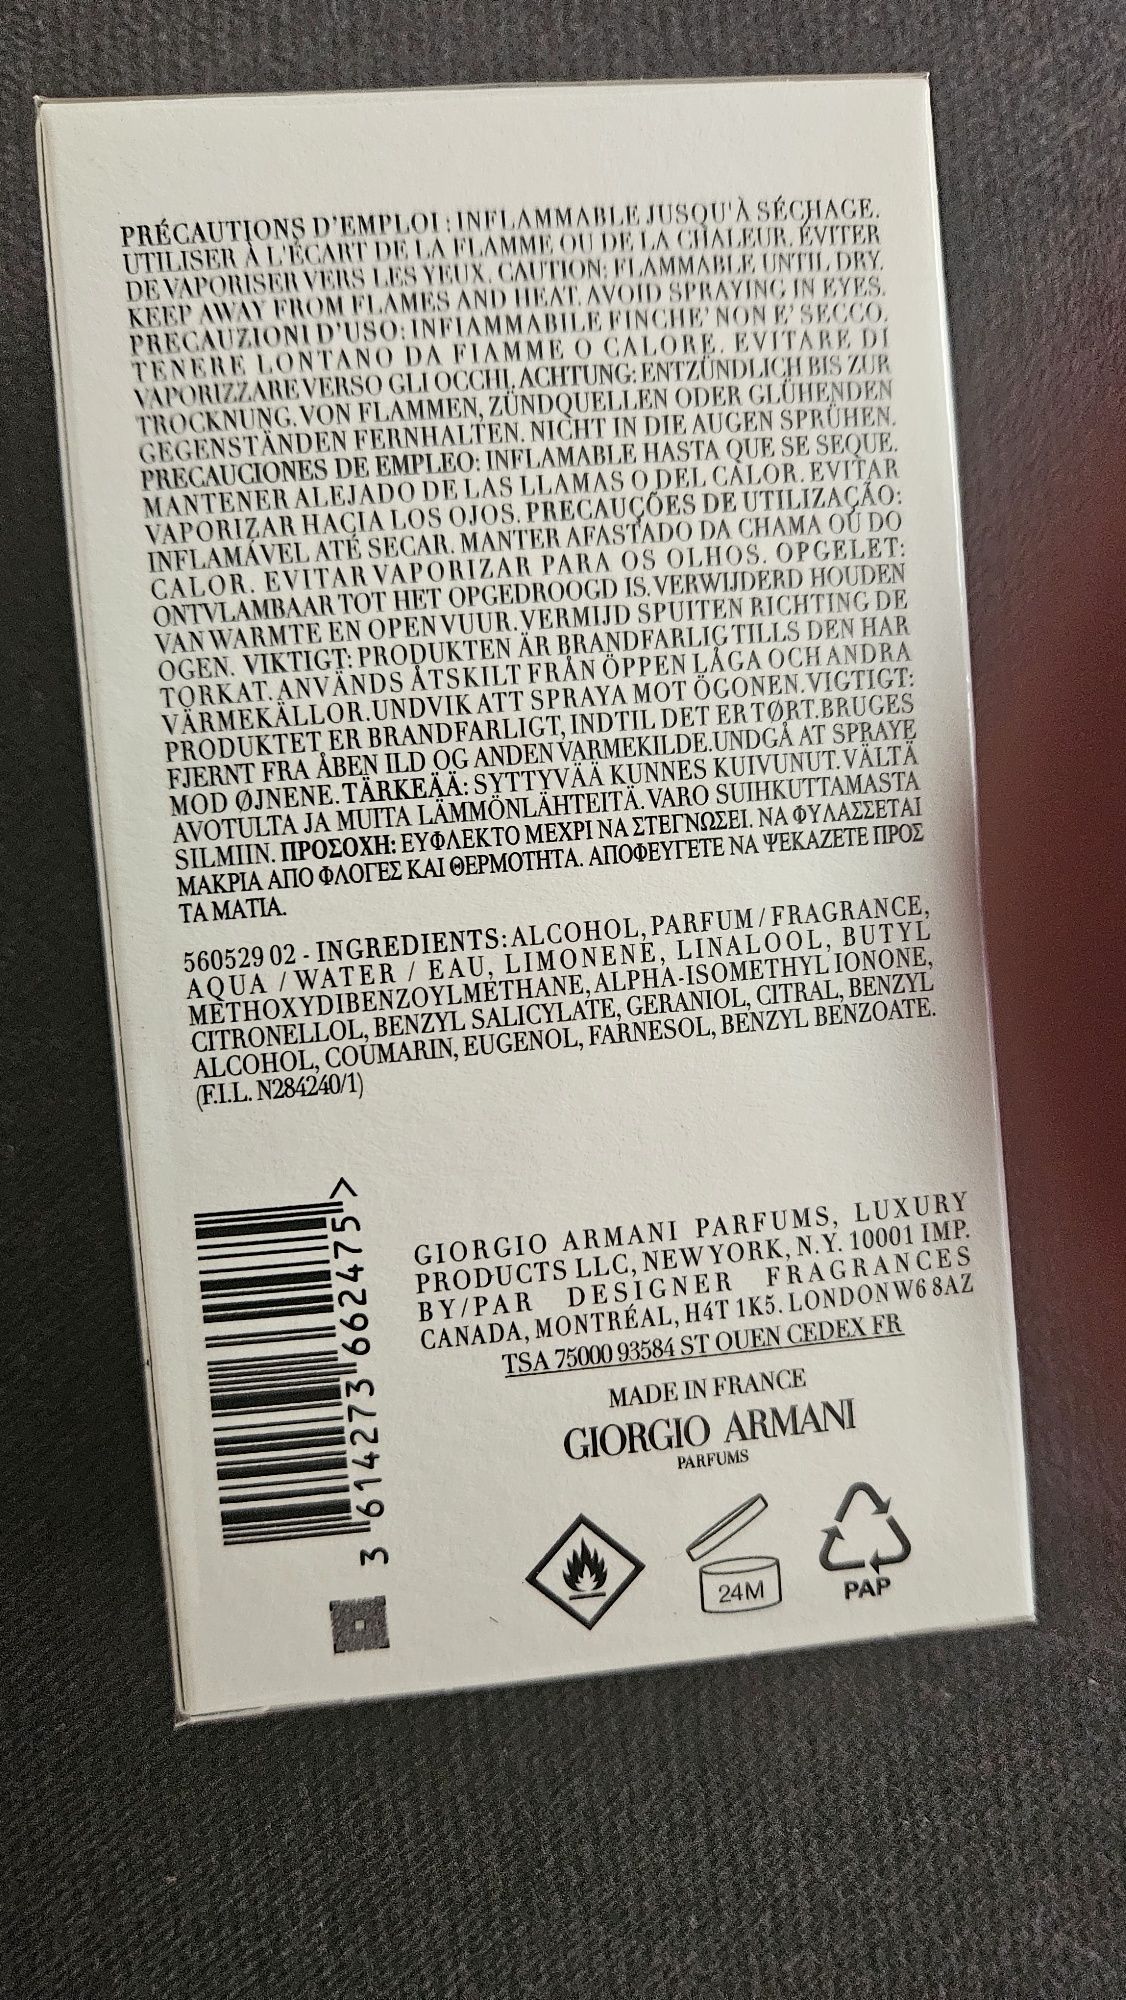 PRÉCAUTIONS D'EMPLOI : INFLAMMABLE JUSQU'À SÉCHAGE.
UTILISER À L'ÉCART DE LA FLAMME OU DE LA CHALEUR. ÉVITER
DE VAPORISER VERS LES YEUX. CAUTION: FLAMMABLE UNTIL DRY.
KEEP AWAY FROM FLAMES AND HEAT. AVOID SPRAYING IN EYES.
PRECAUZIONI D'USO: INFIAMMABILE FINCHE' NON E' SECCO.
TENERE LONTANO DA FIAMME O CALORE. EVITARE DI
VAPORIZZARE VERSO GLI OCCHI. ACHTUNG: ENTZÜNDLICH BIS ZUR
TROCKNUNG. VON FLAMMEN, ZÜNDQUELLEN ODER GLÜHENDEN
GEGENSTÄNDEN FERNHALTEN. NICHT IN DIE AUGEN SPRÜHEN.
PRECAUCIONES DE EMPLEO: INFLAMABLE HASTA QUE SE SEQUE.
MANTENER ALEJADO DE LAS LLAMAS O DEL CALOR. EVITAR
VAPORIZAR HACIA LOS OJOS. PRECAUÇÕES DE UTILIZAÇÃO:
INFLAMÁVEL ATÉ SECAR. MANTER AFASTADO DA CHAMA OU DO
CALOR. EVITAR VAPORIZAR PARA OS OLHOS. OPGELET:
ONTVLAMBAAR TOT HET OPGEDROOGD IS. VERWIJDERD HOUDEN
VAN WARMTE EN OPEN VUUR. VERMIJD SPUITEN RICHTING DE
OGEN. VIKTIGT: PRODUKTEN ÄR BRANDFARLIG TILLS DEN HAR
TORKAT. ANVÄNDS ÅTSKILT FRÅN ÖPPEN LÅGA OCH ANDRA
VÄRMEKÄLLOR. UNDVIK ATT SPRAYA MOT ÖGONEN. VIGTIGT:
PRODUKTET ER BRANDFARLIGT, INDTIL DET ER TØRT. BRUGES
FJERNT FRA ÅBEN ILD OG ANDEN VARMEKILDE. UNDGÅ AT SPRAYE
MOD ØJNENE. TÄRKEÄÄ: SYTTYVÄÄ KUNNES KUIVUNUT. VÄLTÄ
AVOTULTA JA MUITA LÄMMÖNLÄHTEITÄ. VARO SUIHKUTTAMASTA
SILMIIN. ΠΡΟΣΟΧΗ: ΕΥΦΛΕΚΤΟ ΜΕΧΡΙ ΝΑ ΣΤΕΓΝΩΣΕΙ. ΝΑ ΦΥΛΑΣΣΕΤΑΙ
ΜΑΚΡΙΑ ΑΠΟ ΦΛΟΓΕΣ ΚΑΙ ΘΕΡΜΟΤΗΤΑ. ΑΠΟΦΕΥΓΕΤΕ ΝΑ ΨΕΚΑΖΕΤΕ ΠΡΟΣ
ΤΑ ΜΑΤΙΑ.
560529 02 - INGREDIENTS: ALCOHOL, PARFUM / FRAGRANCE,
AQUA / WATER / EAU, LIMONENE, LINALOOL, BUTYL
METHOXYDIBENZOYLMETHANE, ALPHA-ISOMETHYL IONONE,
CITRONELLOL, BENZYL SALICYLATE, GERANIOL, CITRAL, BENZYL
ALCOHOL, COUMARIN, EUGENOL, FARNESOL, BENZYL BENZOATE.
(F.I.L. N284240/1)
3 614273 662475 >
GIORGIO ARMANI PARFUMS, LUXURY
PRODUCTS LLC, NEW YORK, N.Y. 10001 IMP.
BY/PAR DESIGNER FRAGRANCES
CANADA, MONTRÉAL, H4T 1K5. LONDON W6 8AZ
TSA 75000 93584 ST OUEN CEDEX FR
MADE IN FRANCE
GIORGIO ARMANI
PARFUMS
24M
PAP